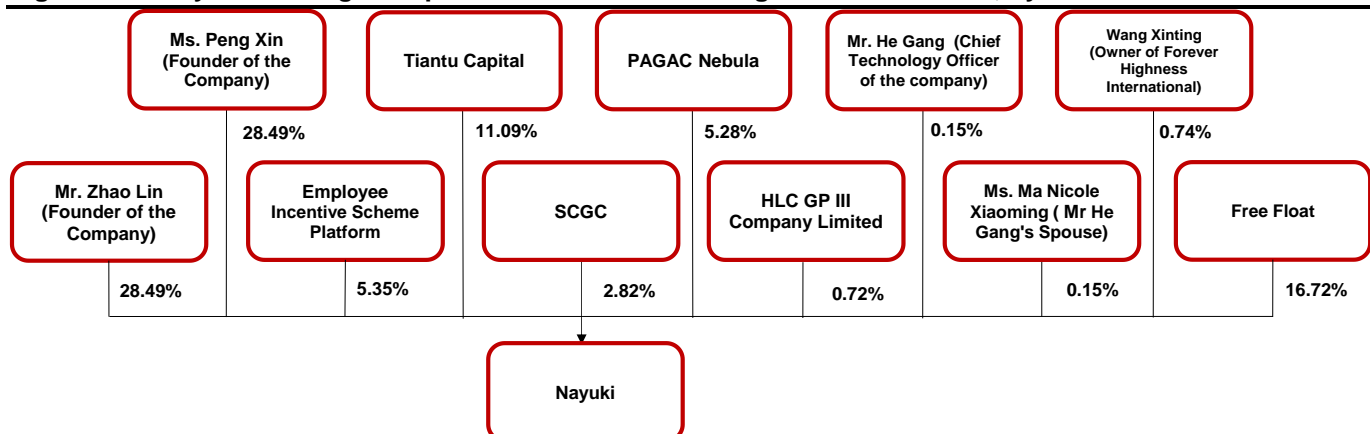 Ms. Peng Xin
(Founder of the
Company)
Tiantu Capital
PAGAC Nebula
Mr. He Gang (Chief
Technology Officer
of the company)
Wang Xinting
(Owner of Forever
Highness
International)
28.49%
11.09%
5.28%
0.15%
0.74%
Mr. Zhao Lin
(Founder of the
Company)
Employee
Incentive Scheme
Platform
SCGC
HLC GP III
Company Limited
Ms. Ma Nicole
Xiaoming ( Mr He
Gang's Spouse)
Free Float
28.49%
5.35%
2.82%
0.72%
0.15%
16.72%
Nayuki